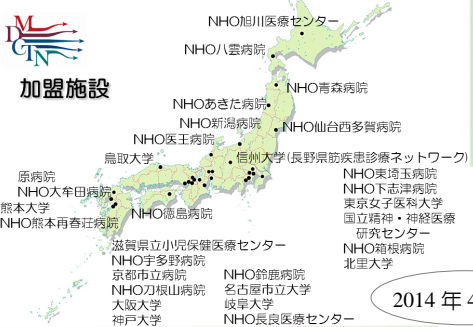 MDCTN
加盟施設
NHO旭川医療センター
NHO八雲病院
NHO青森病院
NHOあきた病院
NHO新潟病院
NHO仙台西多賀病院
NHO医王病院
鳥取大学
信州大学(長野県筋疾患診療ネットワーク)
原病院
NHO大牟田病院
熊本大学
NHO熊本再春荘病院
NHO徳島病院
NHO東埼玉病院
NHO下志津病院
東京女子医科大学
国立精神・神経医療
研究センター
NHO箱根病院
北里大学
滋賀県立小児保健医療センター
NHO宇多野病院
京都市立病院
NHO刀根山病院
大阪大学
神戸大学
NHO鈴鹿病院
名古屋市立大学
岐阜大学
NHO長良医療センター
2014 年 4